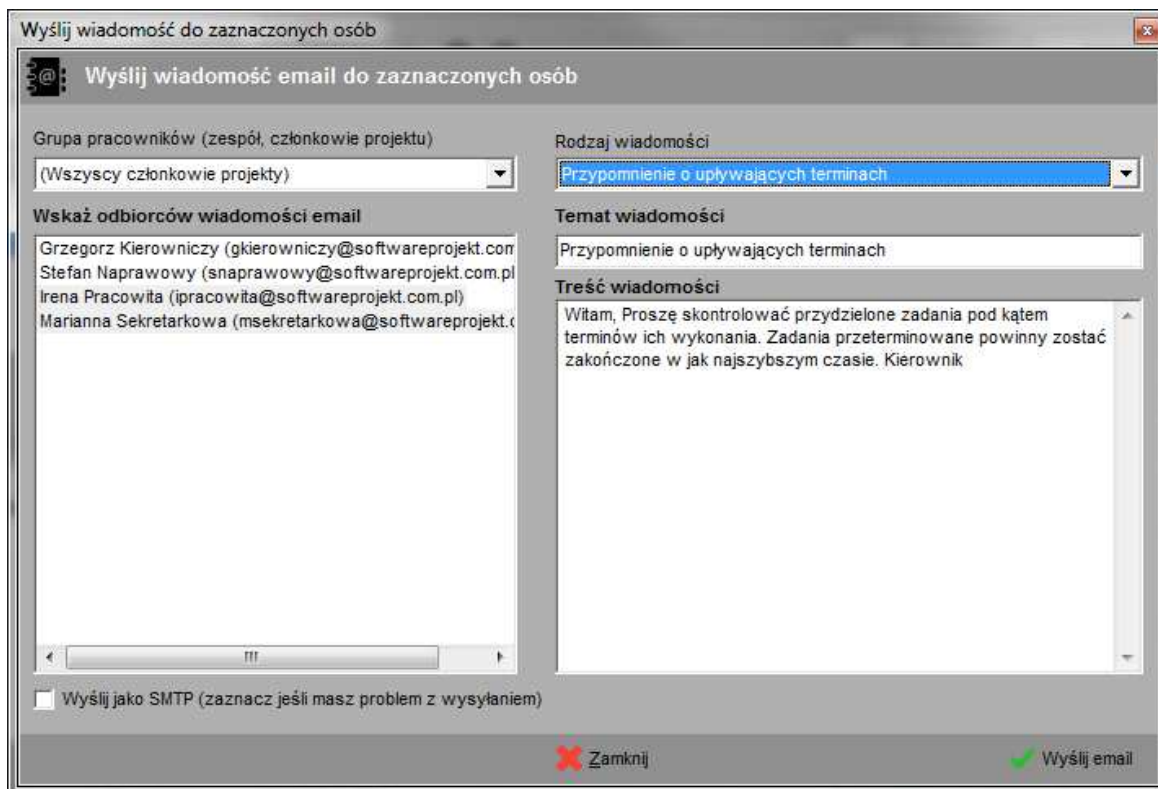 Wyślij wiadomość do zaznaczonych osób
Wyślij wiadomość email do zaznaczonych osób
Grupa pracowników (zespół, członkowie projektu)
(Wszyscy członkowie projekty)
Wskaż odbiorców wiadomości email
Grzegorz Kierowniczy (gkierowniczy@softwareprojekt.com
Stefan Naprawowy (snaprawowy@softwareprojekt.com.pl
Irena Pracowita (ipracowita@softwareprojekt.com.pl)
Marianna Sekretarkowa (msekretarkowa@softwareprojekt.c
Wyślij jako SMTP (zaznacz jeśli masz problem z wysyłaniem)
Rodzaj wiadomości
Przypomnienie o upływających terminach
Temat wiadomości
Przypomnienie o upływających terminach
Treść wiadomości
Witam, Proszę skontrolować przydzielone zadania pod kątem
terminów ich wykonania. Zadania przeterminowane powinny zostać
zakończone w jak najszybszym czasie. Kierownik
Zamknij
Wyślij email